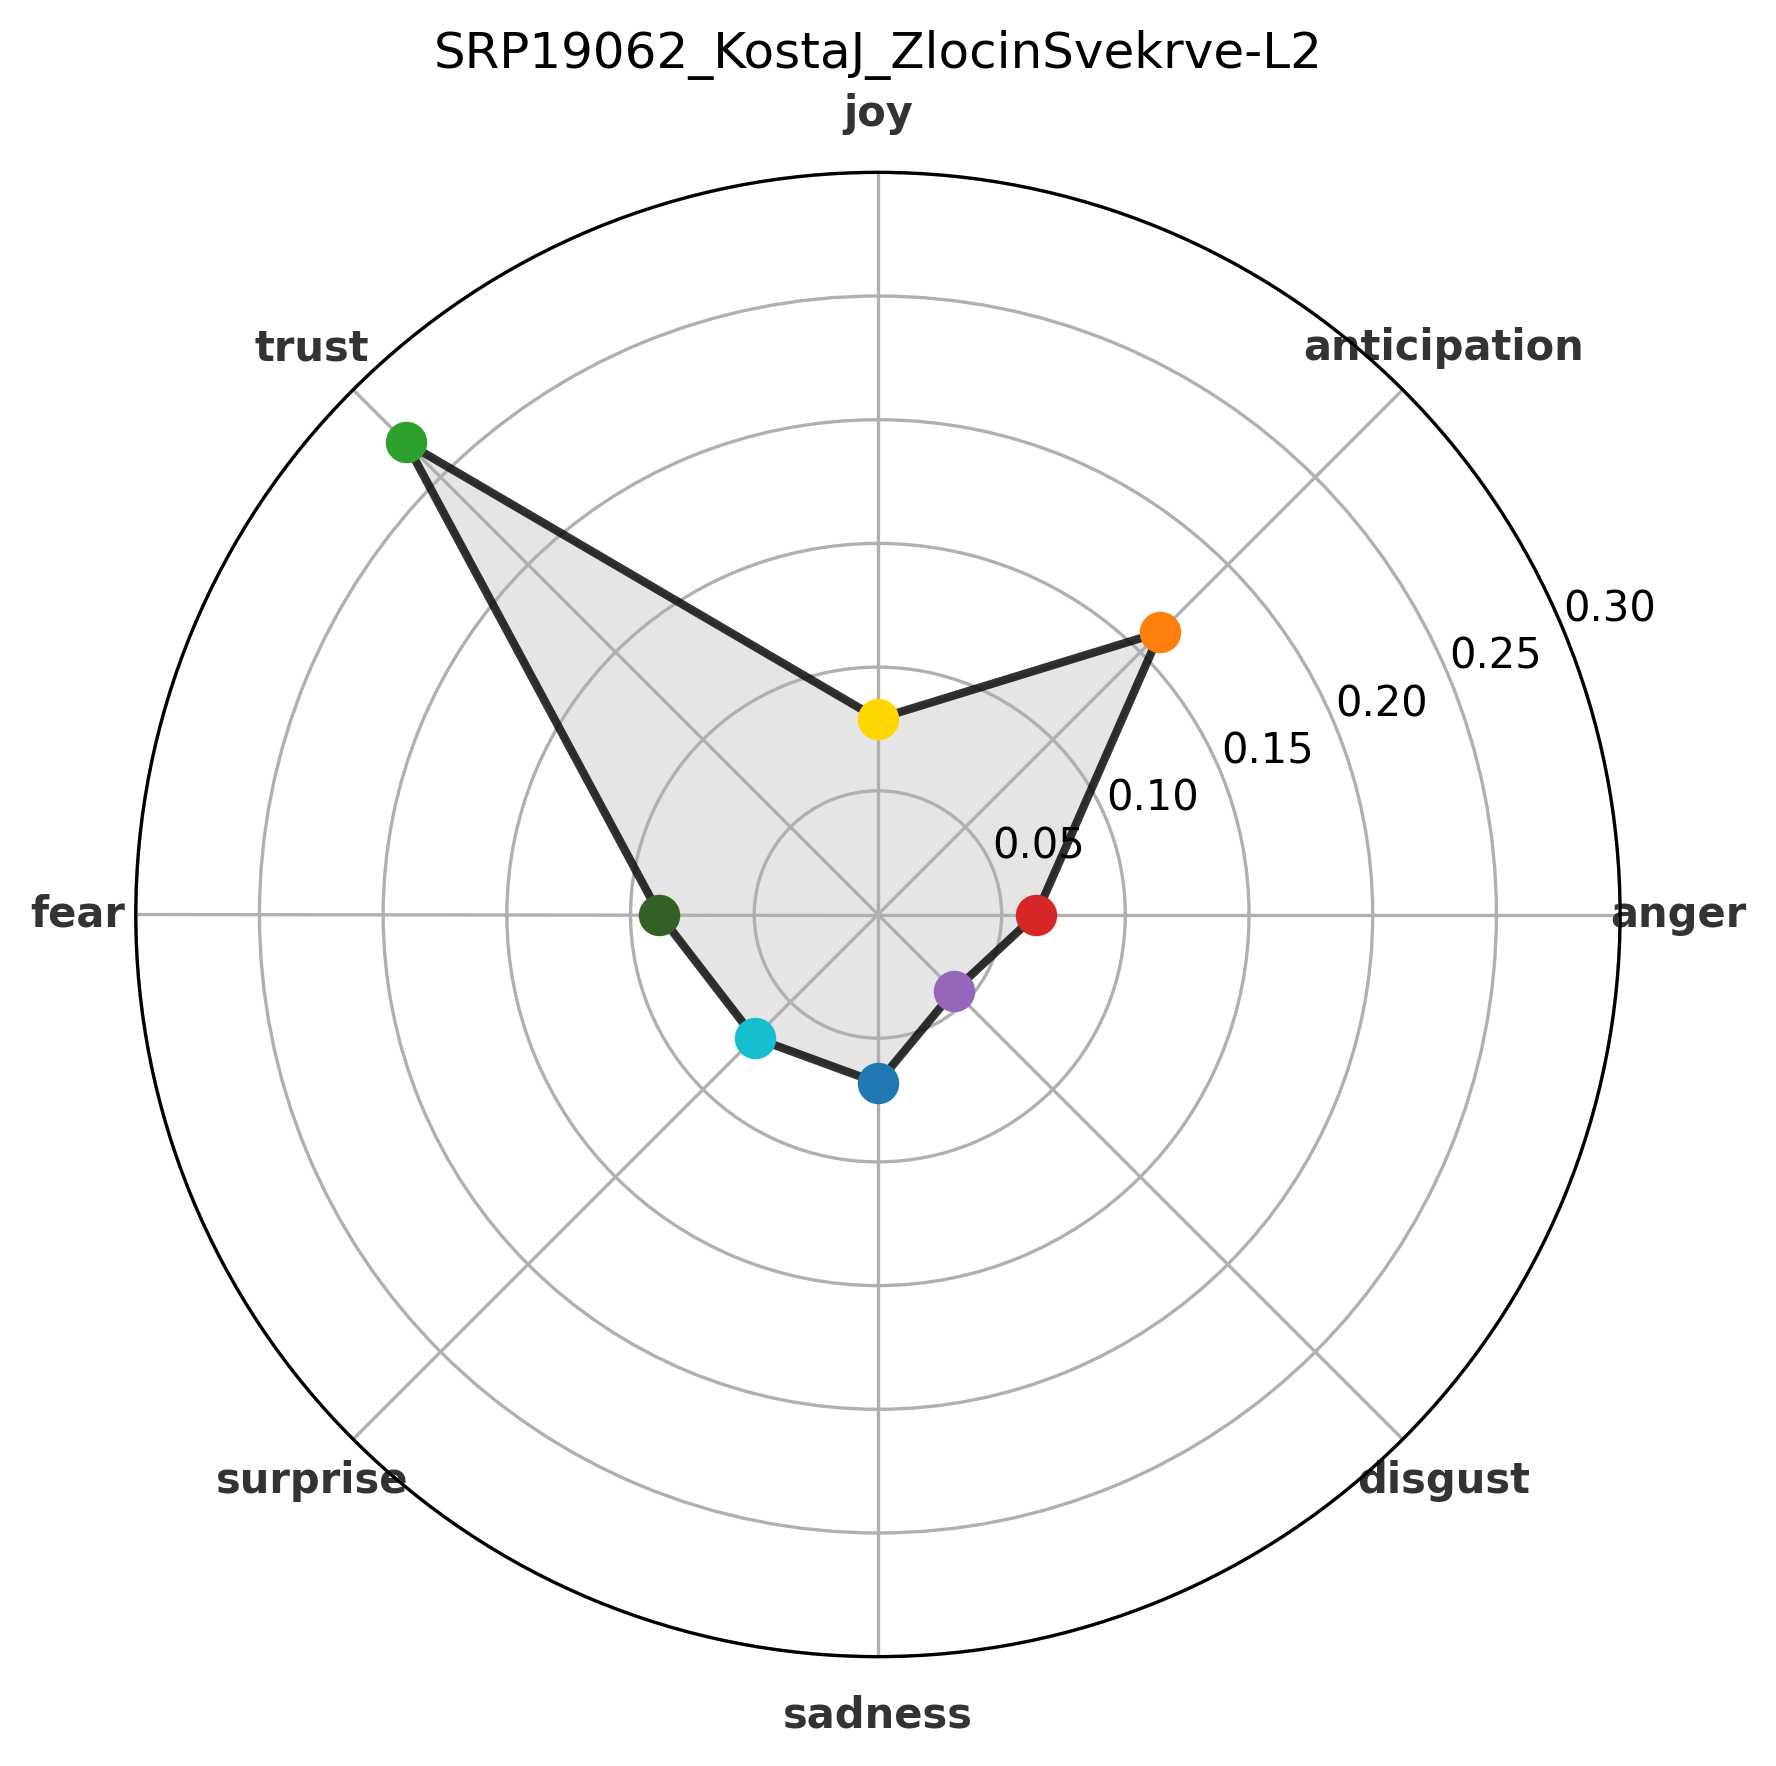 SRP19062_KostaJ_ZlocinSvekrve-L2
joy
trust
anticipation
0.30
0.25
0.20
0.15
0.10
0.05
fear
anger
surprise
disgust
sadness